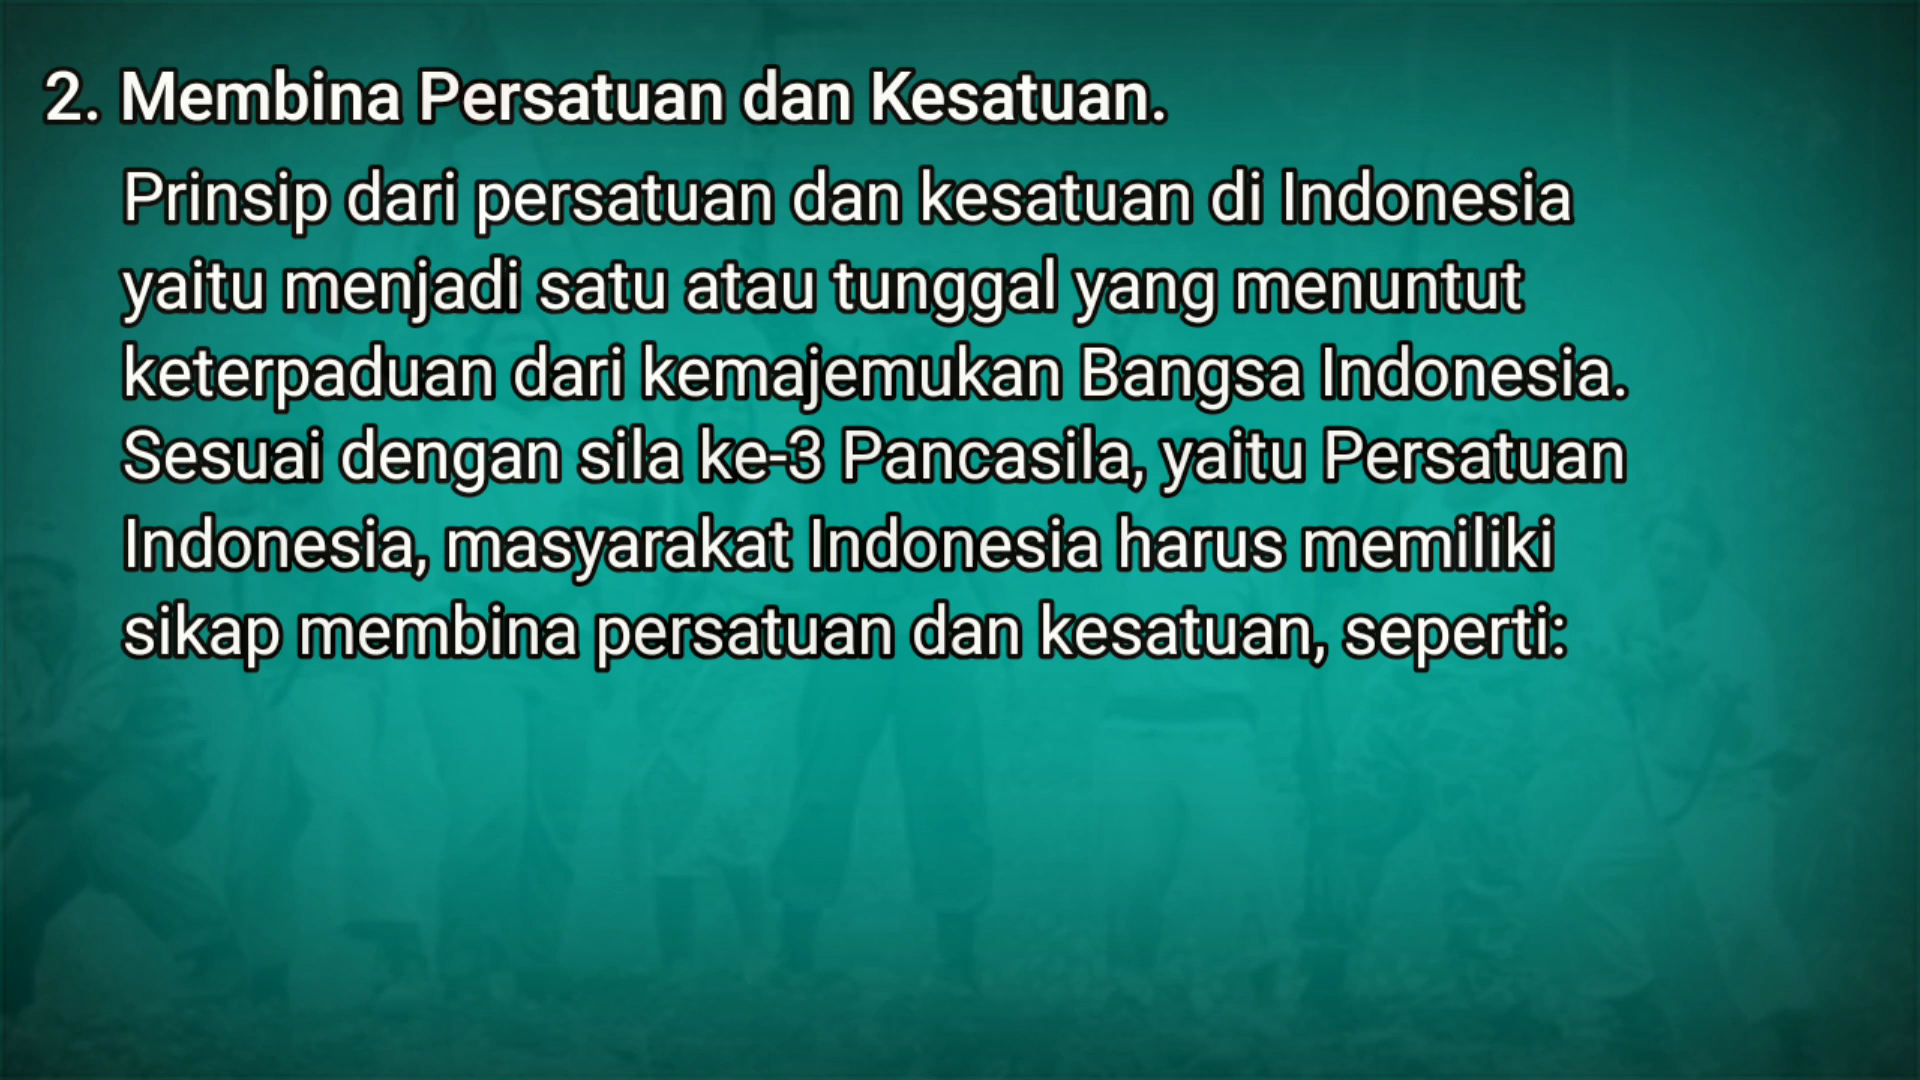 2. Membina Persatuan dan Kesatuan.
Prinsip dari persatuan dan kesatuan di Indonesia
yaitu menjadi satu atau tunggal yang menuntut
keterpaduan dari kemajemukan Bangsa Indonesia.
Sesuai dengan sila ke-3 Pancasila, yaitu Persatuan
Indonesia, masyarakat Indonesia harus memiliki
sikap membina persatuan dan kesatuan, seperti: